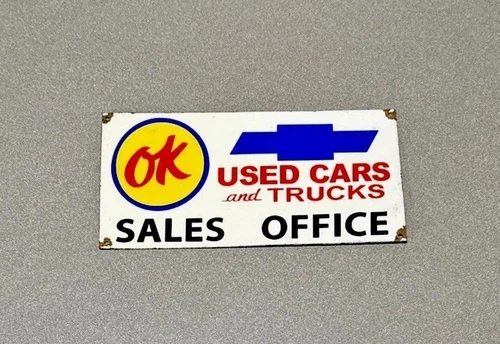 OK
USED CARS
and TRUCKS
SALES OFFICE